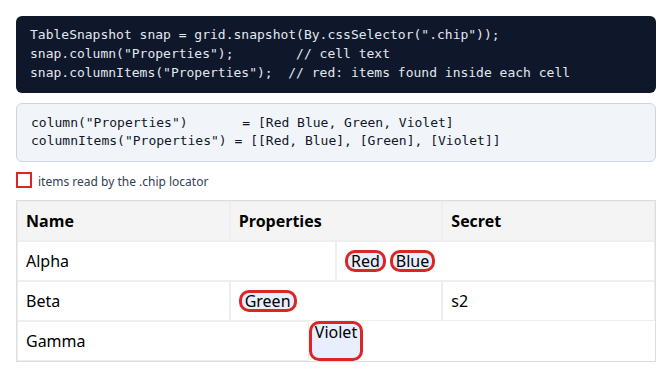 TableSnapshot snap = grid.snapshot(By.cssSelector(".chip"));
snap.column("Properties");        // cell text
snap.columnItems("Properties");  // red: items found inside each cell
column("Properties")       = [Red Blue, Green, Violet]
columnItems("Properties") = [[Red, Blue], [Green], [Violet]]
items read by the .chip locator
Name Properties Secret
Alpha Red Blue
Beta Green s2
Gamma Violet